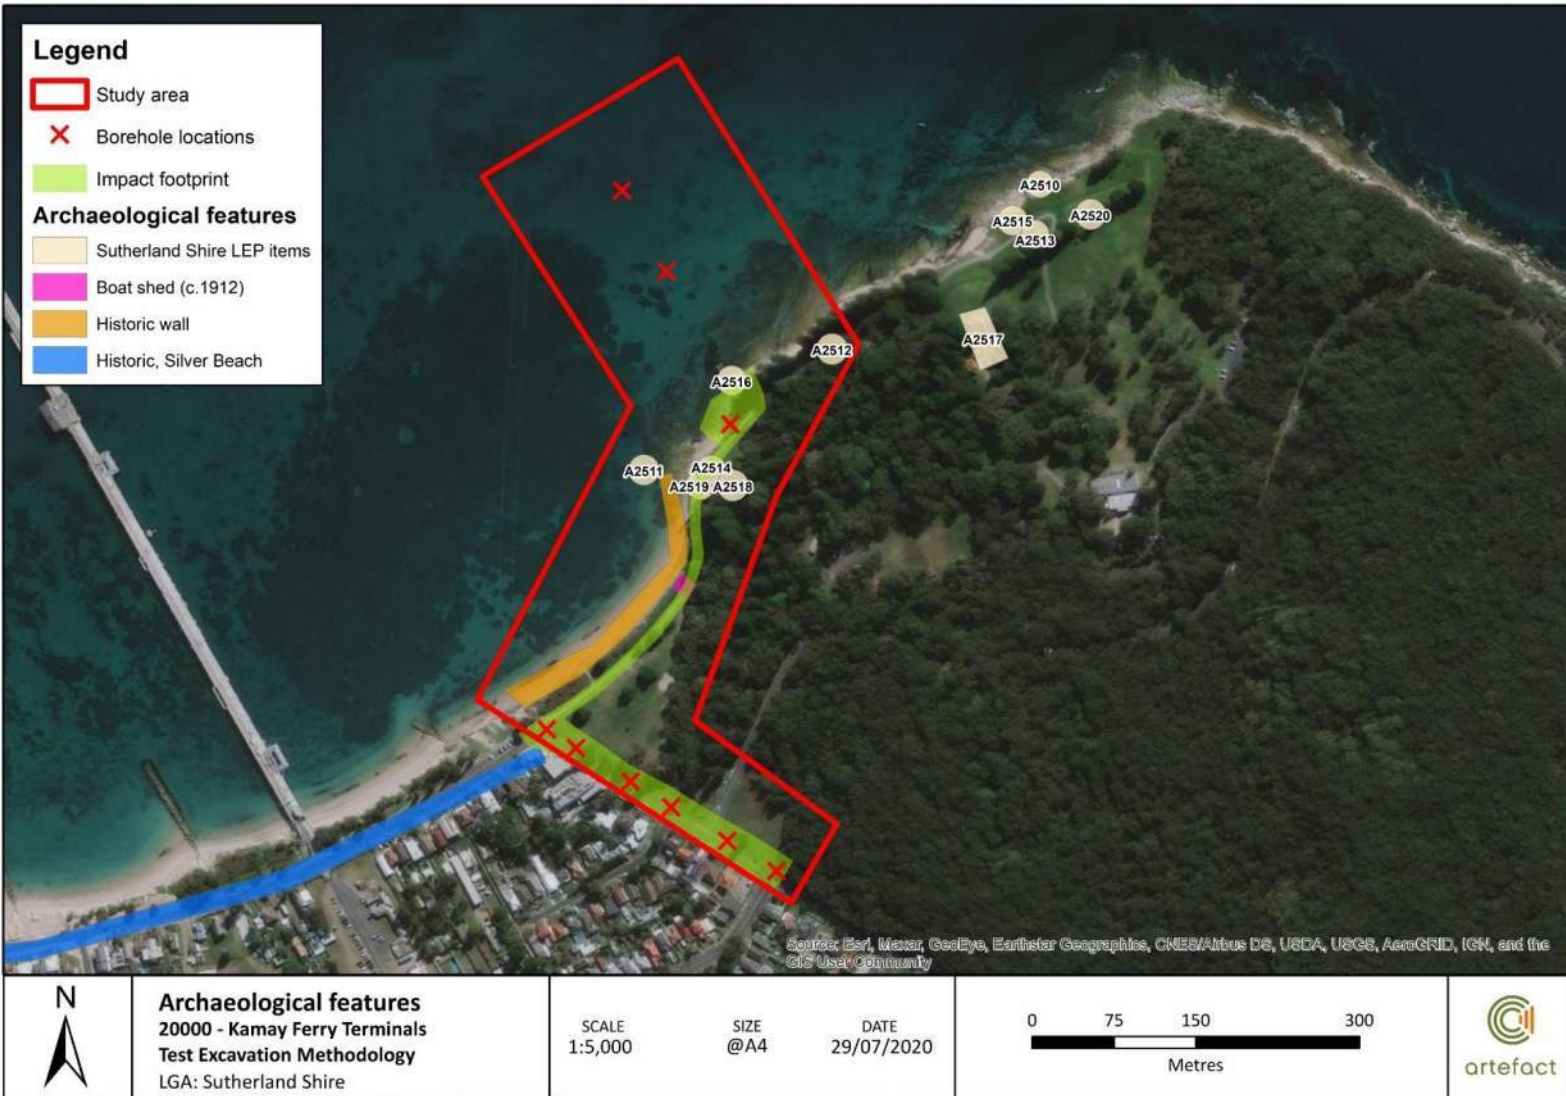 Legend
Study area
Borehole locations
Impact footprint
Archaeological features
Sutherland Shire LEP items
Boat shed (c.1912)
Historic wall
Historic, Silver Beach
A2510
A2515
A2520
A2513
A2517
A2512
A2516
A2511
A2514
A2519
A2518
Source: Esri, Maxar, GeoEye, Earthstar Geographics, CNES/Airbus DS, USDA, USGS, AeroGRID, IGN, and the
GIS User Community
N
Archaeological features
20000 - Kamay Ferry Terminals
Test Excavation Methodology
LGA: Sutherland Shire
SCALE
1:5,000
SIZE
@A4
DATE
29/07/2020
0 75 150 300
Metres
artefact